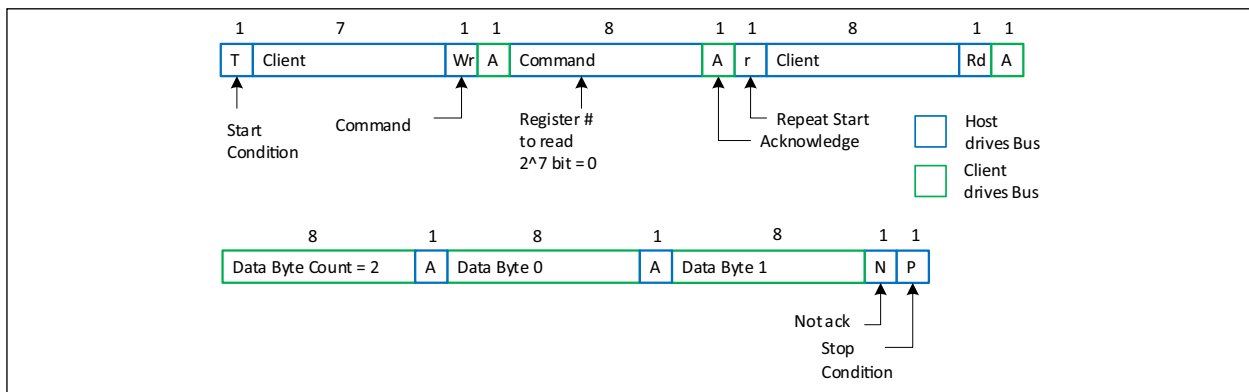 1 7 1 1 8 1 1 8 1 1
T Client Wr A Command A r Client Rd A
Start
Condition
Command
Register #
to read
2^7 bit = 0
Repeat Start
Acknowledge
Host
drives Bus
Client
drives Bus
8 1 8 1 8 1 1
Data Byte Count = 2 A Data Byte 0 A Data Byte 1 N P
Not ack
Stop
Condition